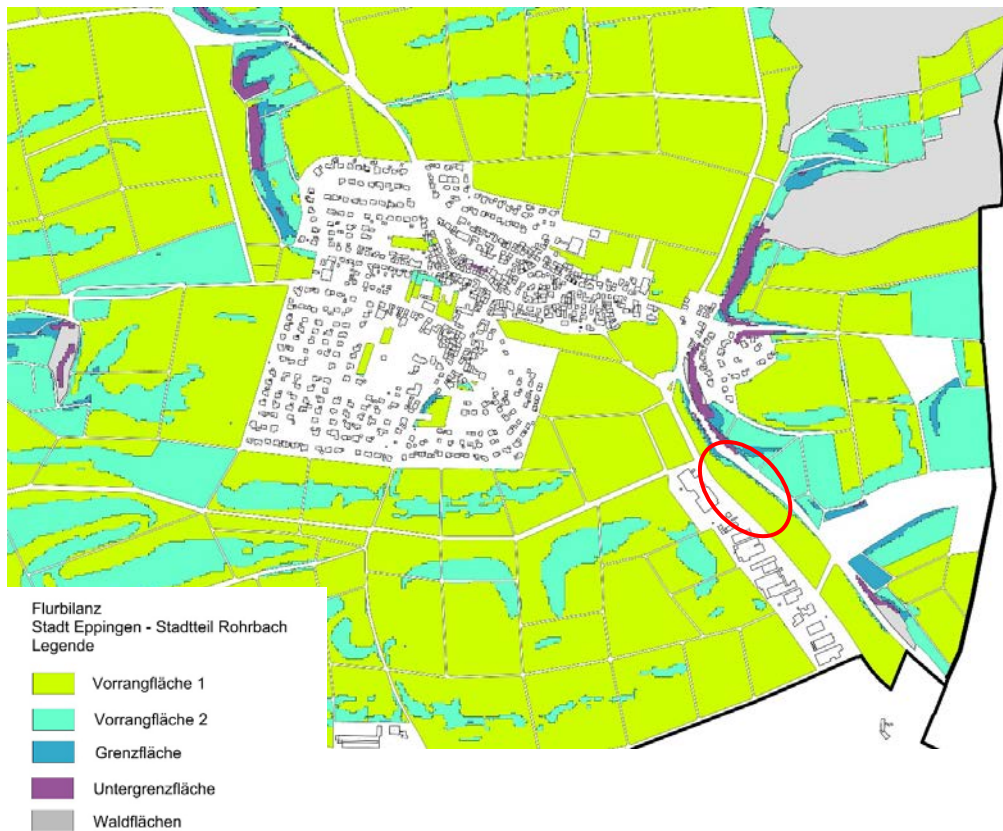 Flurbilanz
Stadt Eppingen - Stadtteil Rohrbach
Legende
Vorrangfläche 1
Vorrangfläche 2
Grenzfläche
Untergrenzfläche
Waldflächen